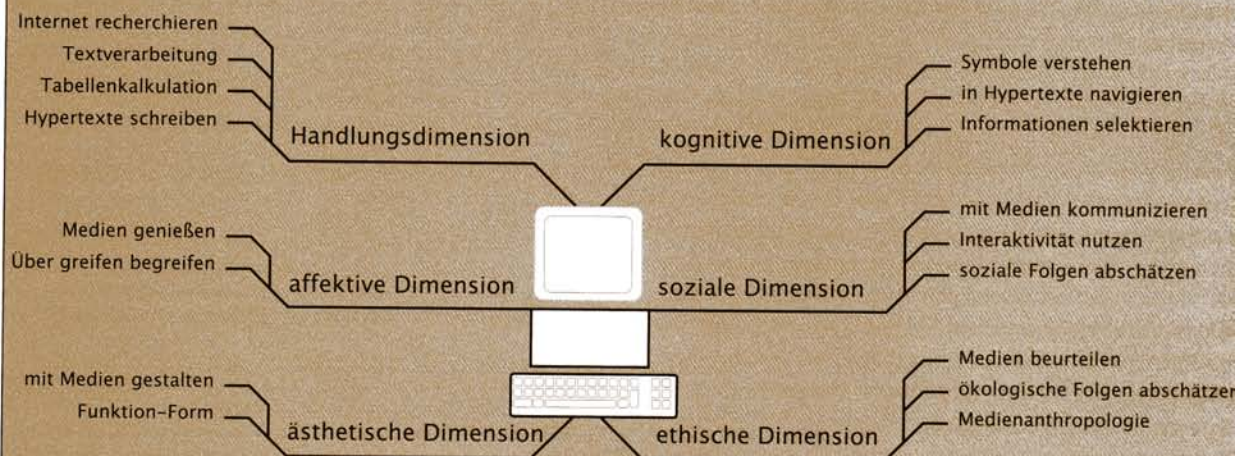 Internet recherchieren
Textverarbeitung
Tabellenkalkulation
Hypertexte schreiben
Handlungsdimension
Symbole verstehen
in Hypertexte navigieren
Informationen selektieren
kognitive Dimension
Medien genießen
Über greifen begreifen
affektive Dimension
mit Medien kommunizieren
Interaktivität nutzen
soziale Folgen abschätzen
soziale Dimension
mit Medien gestalten
Funktion-Form
ästhetische Dimension
Medien beurteilen
ökologische Folgen abschätzen
Medienanthropologie
ethische Dimension